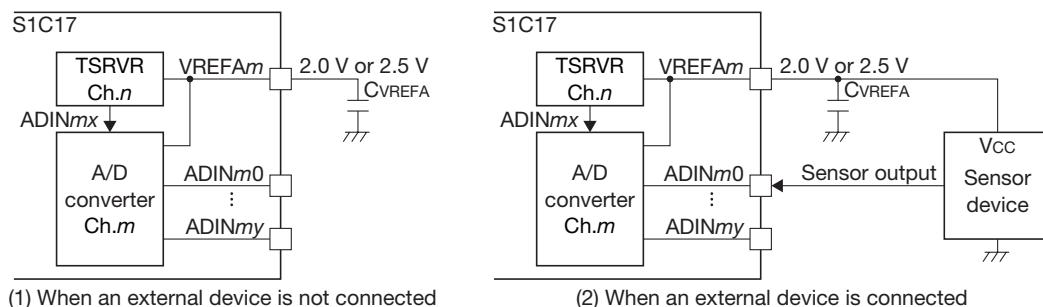 S1C17
TSRVR
Ch.n
VREFAm
2.0 V or 2.5 V
CVREFA
ADINmx
A/D
converter
Ch.m
ADINm0
⋮
ADINmy
(1) When an external device is not connected
S1C17
TSRVR
Ch.n
VREFAm
2.0 V or 2.5 V
CVREFA
ADINmx
A/D
converter
Ch.m
ADINm0
⋮
ADINmy
Sensor output
VCC
Sensor
device
(2) When an external device is connected